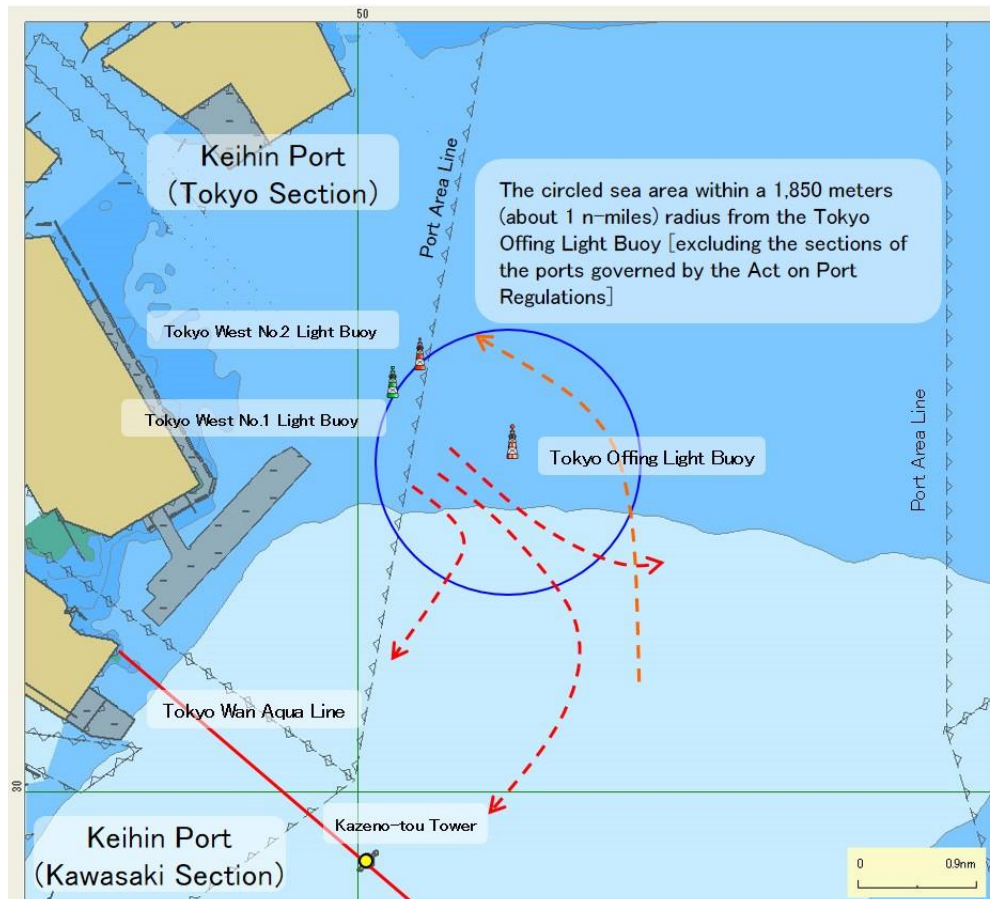 50
Keihin Port
(Tokyo Section)
Port Area Line
The circled sea area within a 1,850 meters
(about 1 n-miles) radius from the Tokyo
Offing Light Buoy [excluding the sections of
the ports governed by the Act on Port
Regulations]
Tokyo West No.2 Light Buoy
Tokyo West No.1 Light Buoy
Tokyo Offing Light Buoy
Port Area Line
Tokyo Wan Aqua Line
30
Kazeno-tou Tower
Keihin Port
(Kawasaki Section)
0 0.9nm